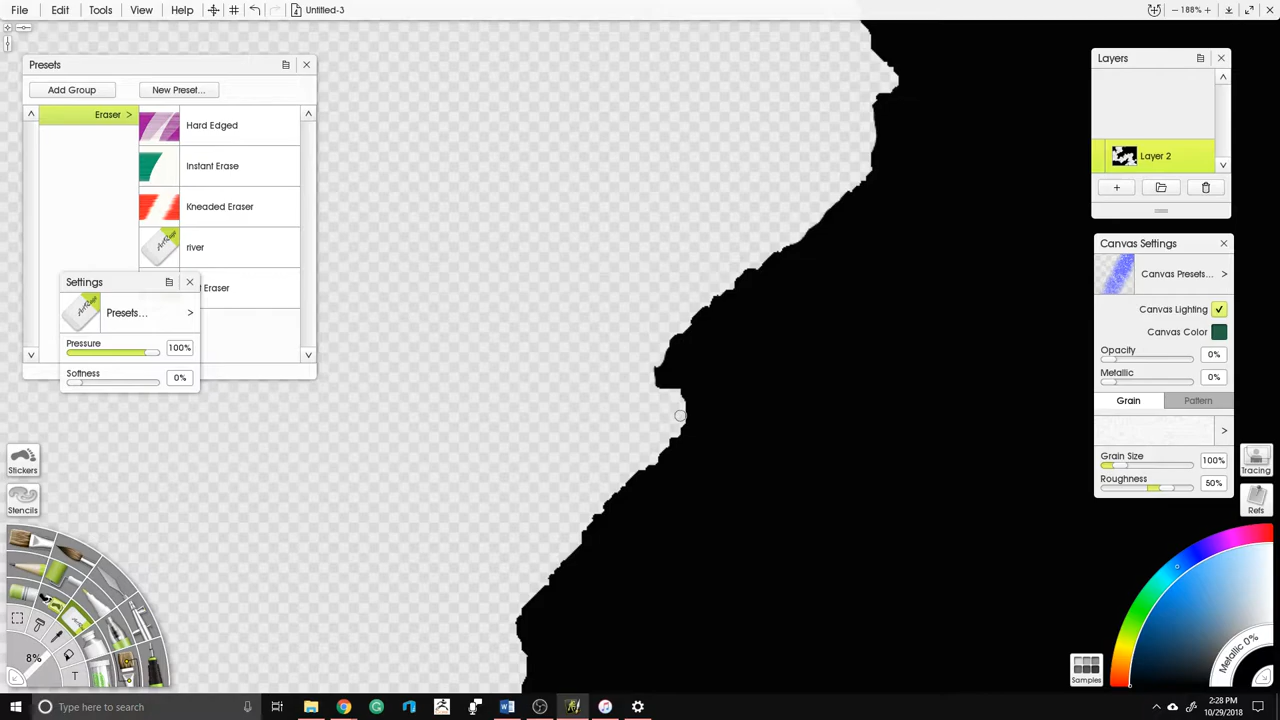 File Edit Tools View Help Untitled-3 188%
Presets
Add Group New Preset...
Eraser >
Hard Edged
Instant Erase
Kneaded Eraser
river
Eraser
Settings
Presets... >
Pressure 100%
Softness 0%
Stickers
Stencils
8%
T
Layers
Layer 2
Canvas Settings
Canvas Presets... >
Canvas Lighting
Canvas Color
Opacity 0%
Metallic 0%
Grain Pattern
Grain Size 100%
Roughness 50%
Tracing
Refs
Metallic 0%
Samples
Type here to search
2:28 PM
10/29/2018